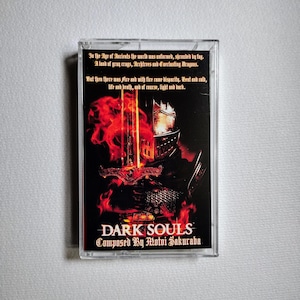 In the Age of Ancients the world was unformed, shrouded by fog.
A land of gray crags, Archtrees and Everlasting Dragons.
But then there was Fire and with fire came disparity. Heat and cold,
life and death, and of course, light and dark.
DARK SOULS
Composed By Motoi Sakuraba